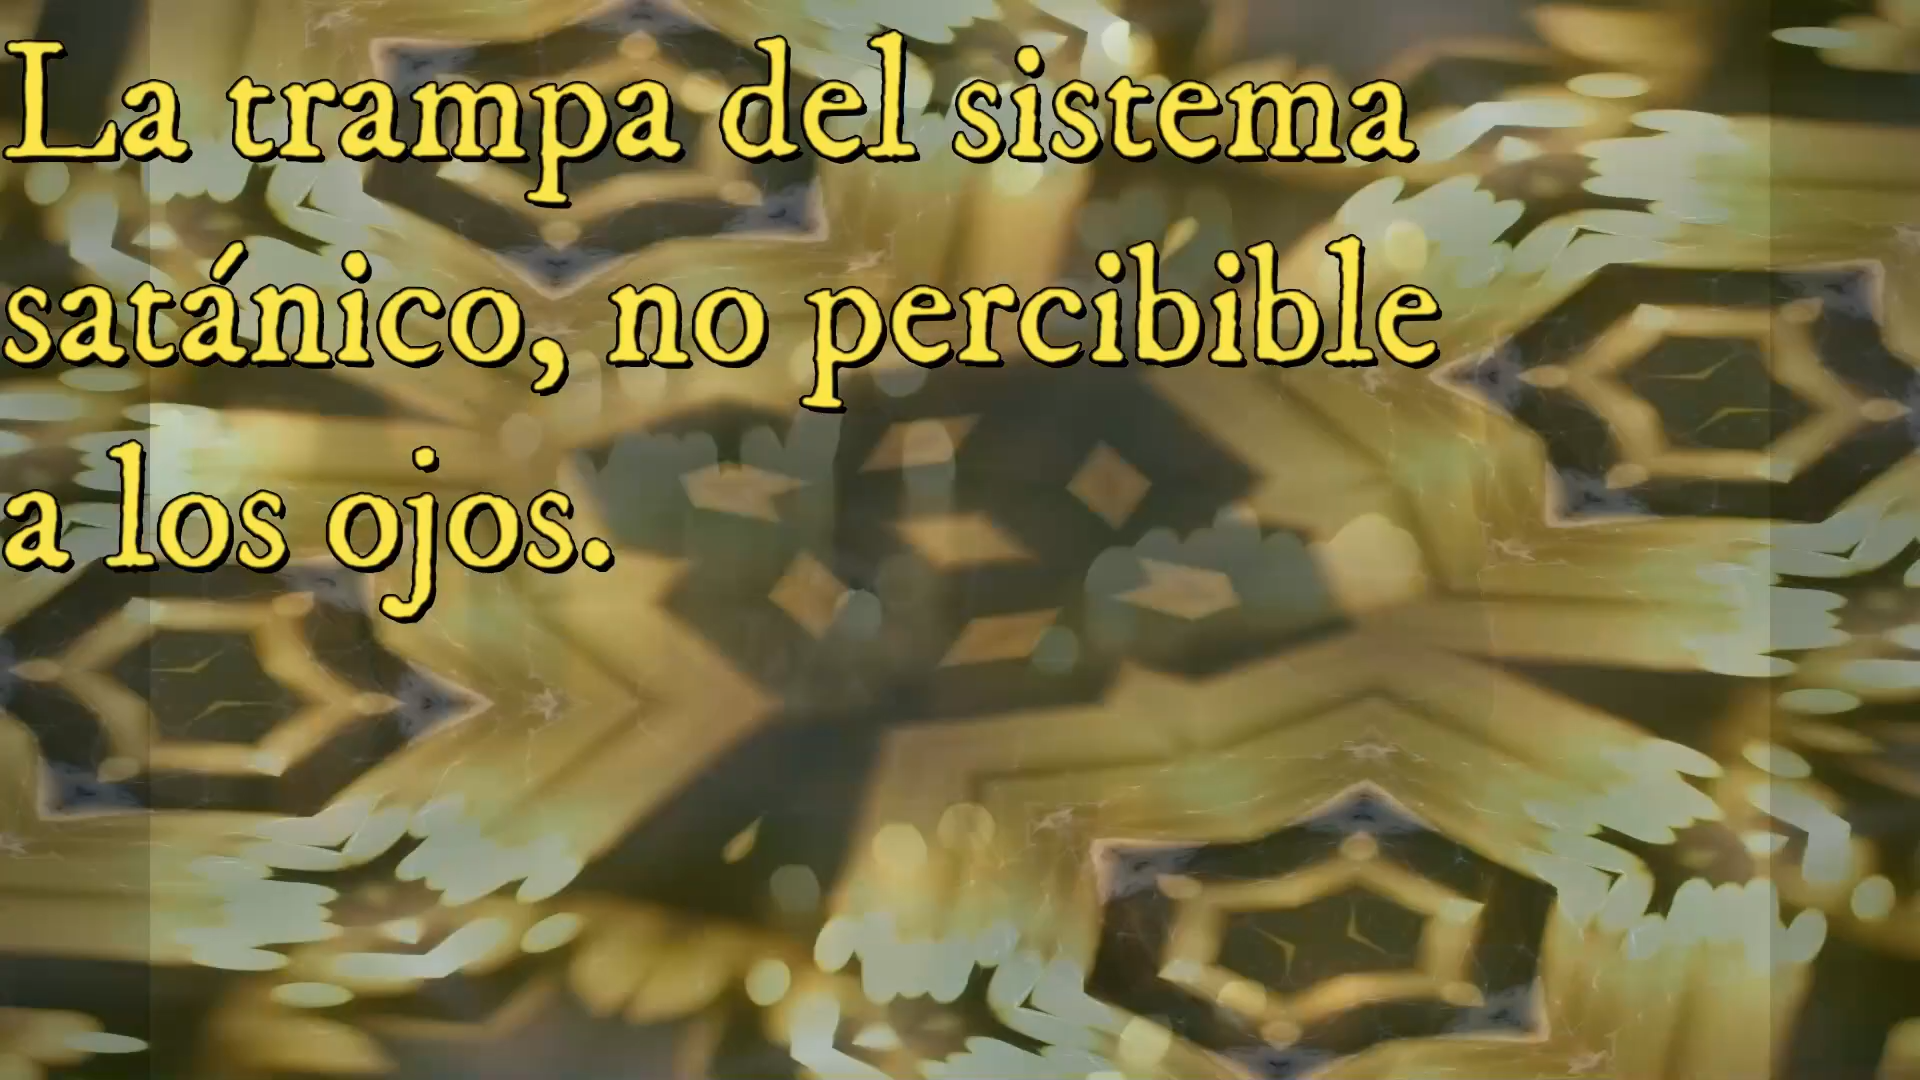 La trampa del sistema
satánico, no percibible
a los ojos.